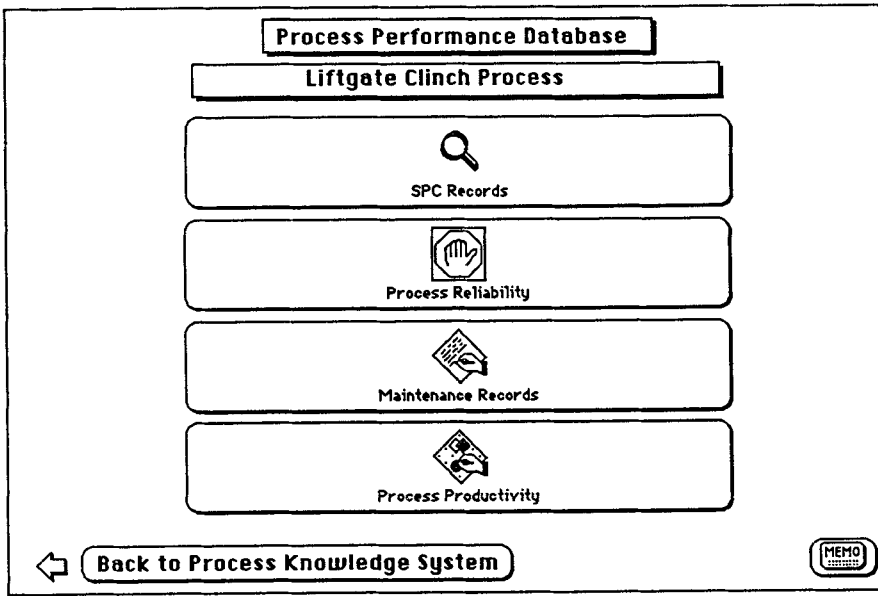 Process Performance Database
Liftgate Clinch Process
SPC Records
Process Reliability
Maintenance Records
Process Productivity
Back to Process Knowledge System
MEMO